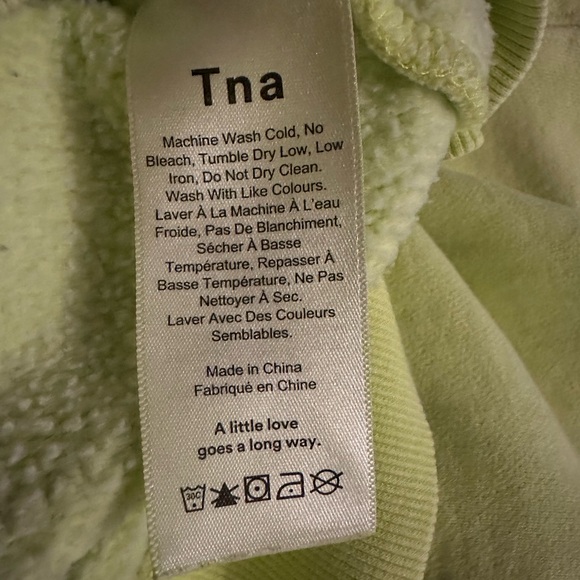 Tna
Machine Wash Cold, No
Bleach, Tumble Dry Low, Low
Iron, Do Not Dry Clean.
Wash With Like Colours.
Laver À La Machine À L'eau
Froide, Pas De Blanchiment,
Sécher À Basse
Température, Repasser À
Basse Température, Ne Pas
Nettoyer À Sec.
Laver Avec Des Couleurs
Semblables.
Made in China
Fabriqué en Chine
A little love
goes a long way.
30C